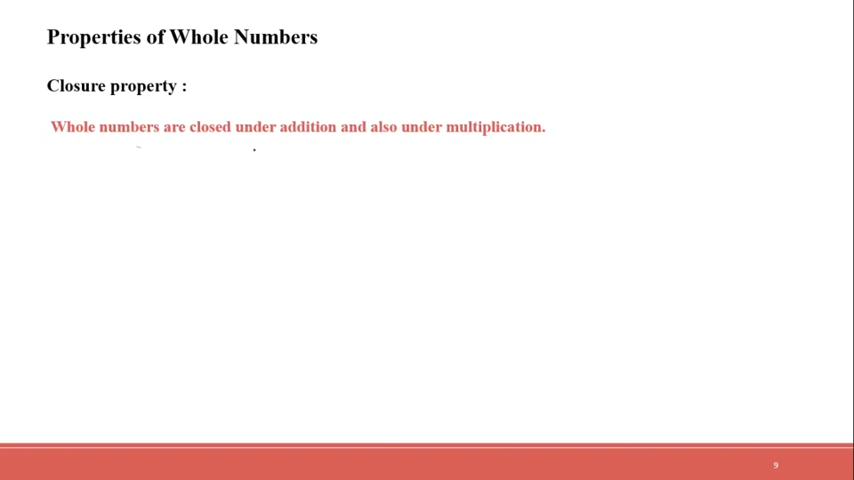 Properties of Whole Numbers
Closure property :
Whole numbers are closed under addition and also under multiplication.
9